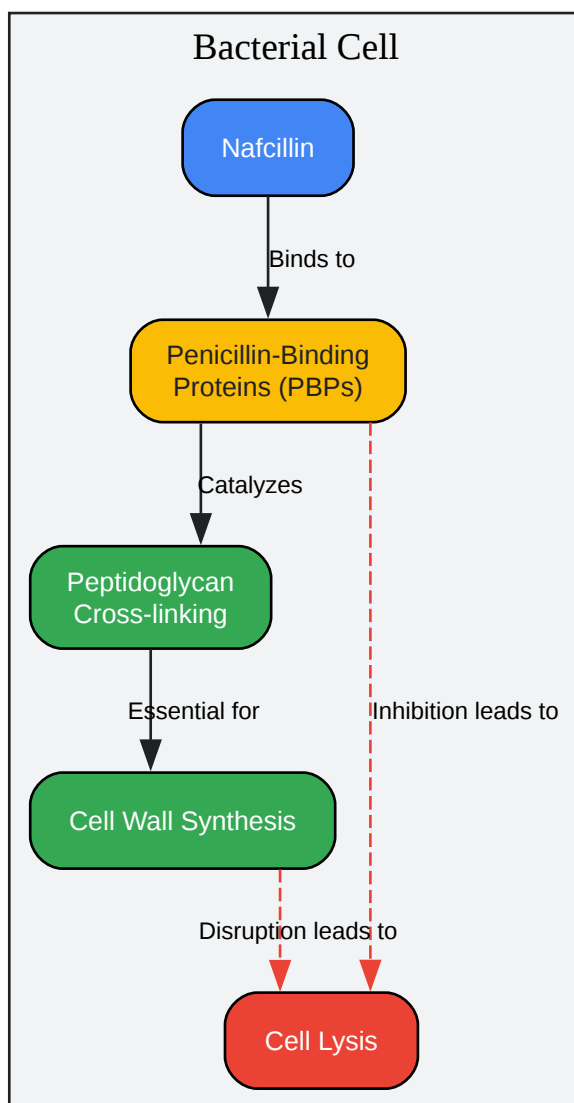 Bacterial Cell
Nafcillin
Binds to
Penicillin-Binding
Proteins (PBPs)
Catalyzes
Peptidoglycan
Cross-linking
Essential for
Inhibition leads to
Cell Wall Synthesis
Disruption leads to
Cell Lysis